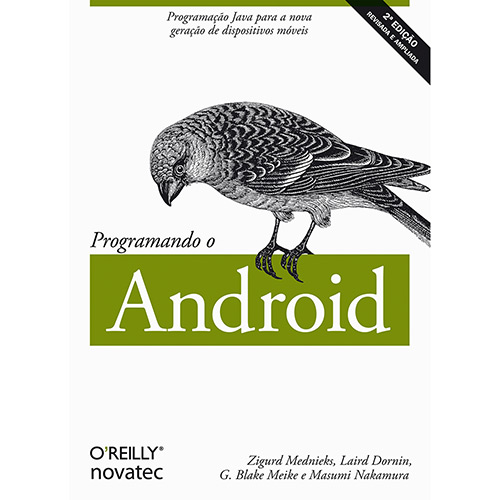 Programação Java para a nova
geração de dispositivos móveis
2ª EDIÇÃO
REVISADA E AMPLIADA
Programando o
Android
O'REILLY®
novatec
Zigurd Mednieks, Laird Dornin,
G. Blake Meike e Masumi Nakamura